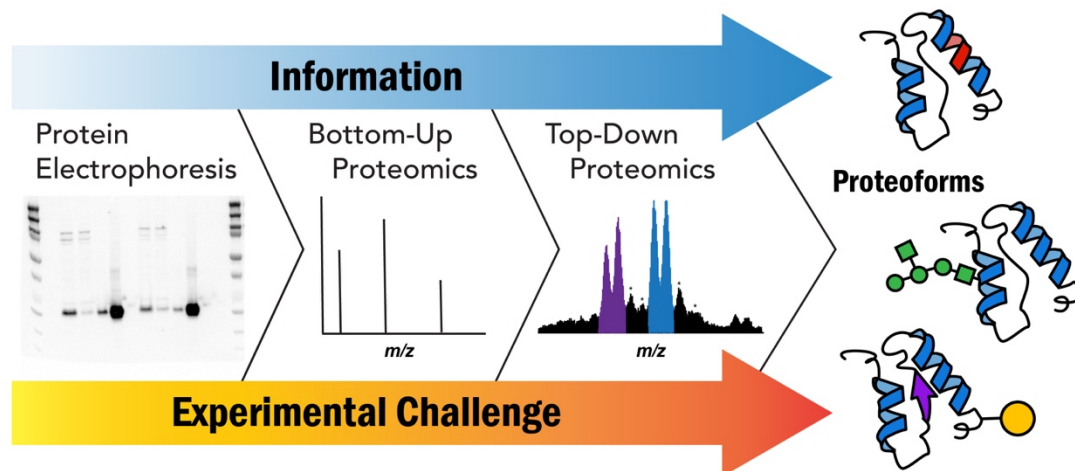 Information
Protein
Electrophoresis
Bottom-Up
Proteomics
Top-Down
Proteomics
Proteoforms
m/z
m/z
Experimental Challenge